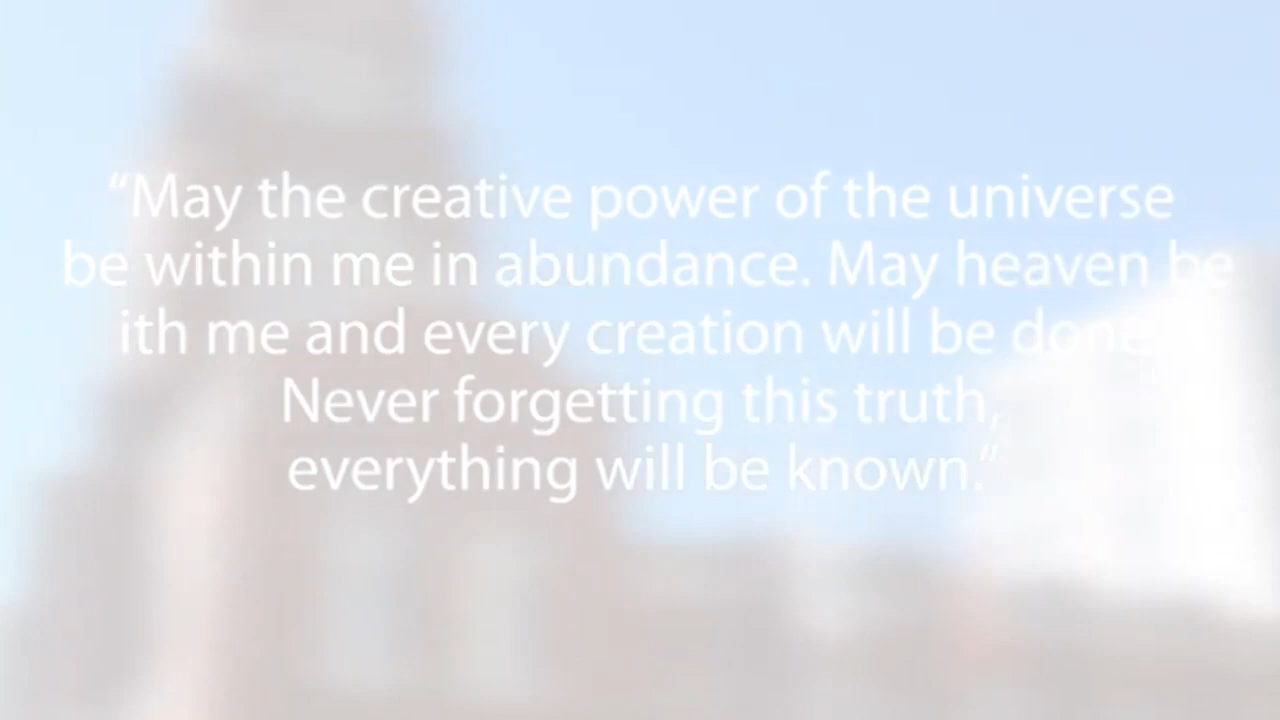 “May the creative power of the universe
be within me in abundance. May heaven be
ith me and every creation will be done.
Never forgetting this truth,
everything will be known.”